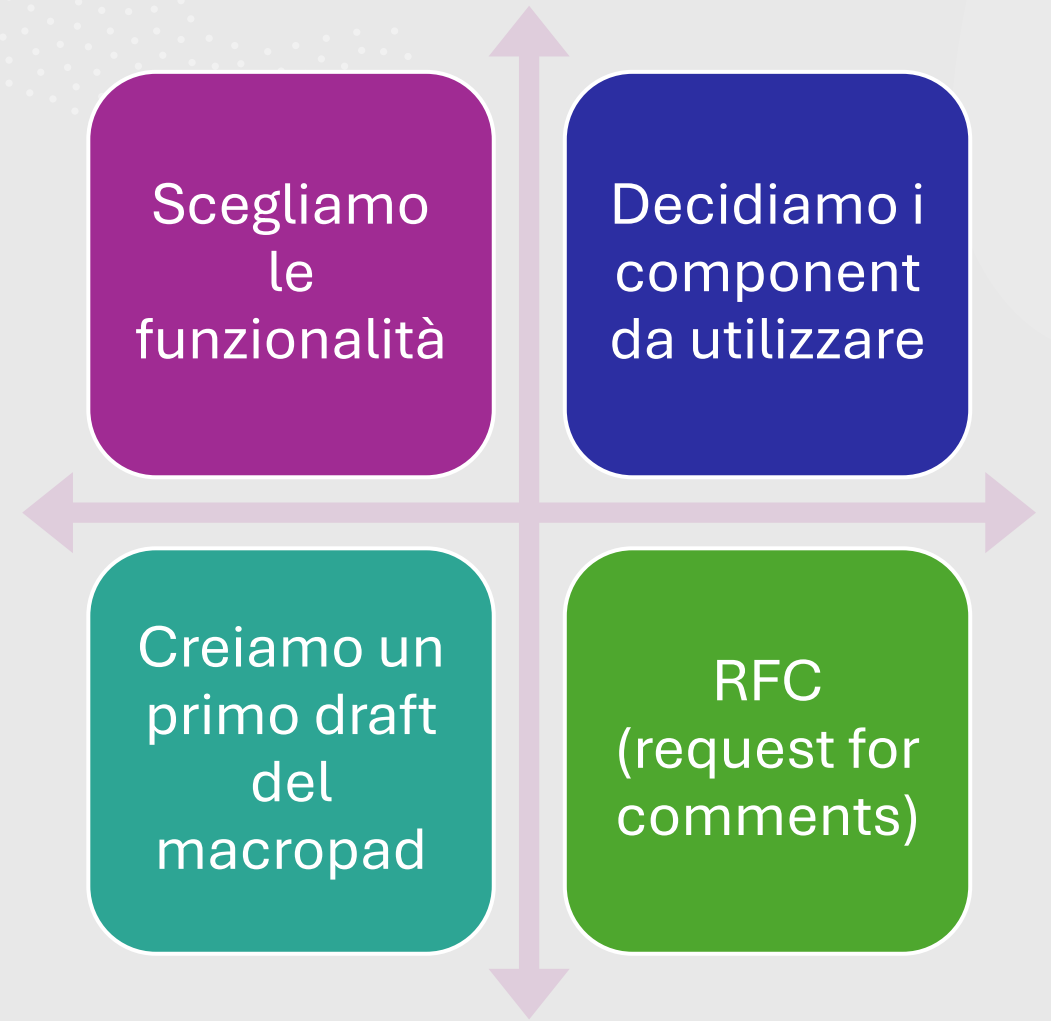 Scegliamo
le
funzionalità
Decidiamo i
component
da utilizzare
Creiamo un
primo draft
del
macropad
RFC
(request for
comments)